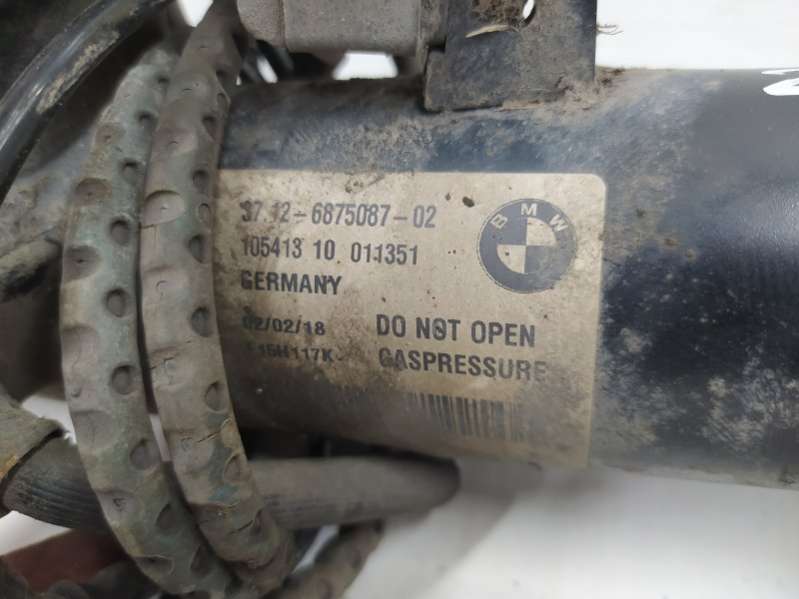 37.12-6875087-02
BMW
105413 10 011351
GERMANY
02/02/18
DO NOT OPEN
GASPRESSURE